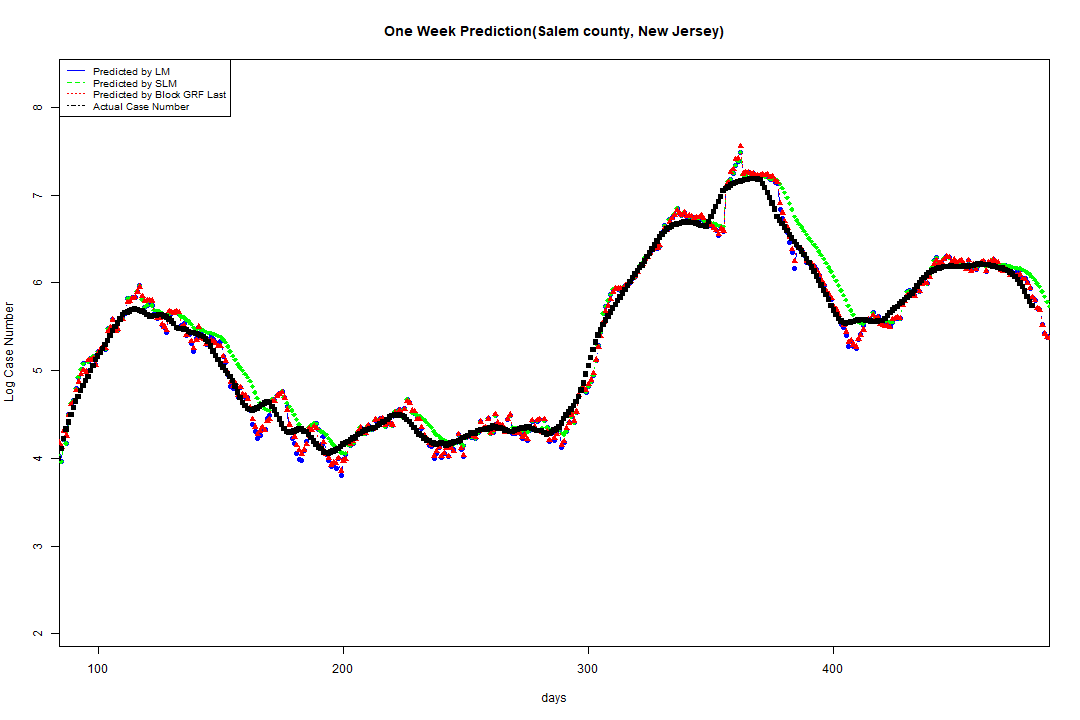 One Week Prediction(Salem county, New Jersey)
Predicted by LM
Predicted by SLM
Predicted by Block GRF Last
Actual Case Number
8
7
6
5
4
3
2
Log Case Number
100 200 300 400
days